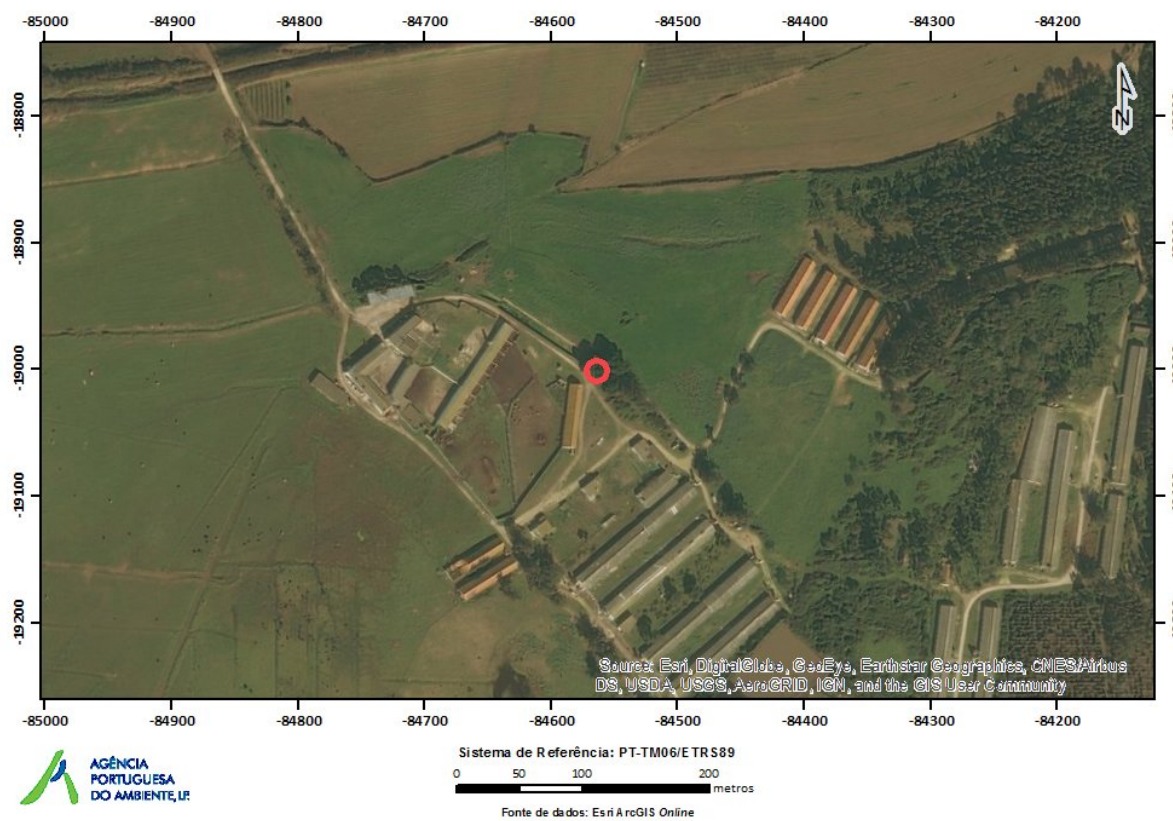 -85000 -84900 -84800 -84700 -84600 -84500 -84400 -84300 -84200
-18800
-18900
-19000
-19100
-19200
N
Source: Esri, DigitalGlobe, GeoEye, Earthstar Geographics, CNES/Airbus
DS, USDA, USGS, AeroGRID, IGN, and the GIS User Community
-85000 -84900 -84800 -84700 -84600 -84500 -84400 -84300 -84200
AGÊNCIA
PORTUGUESA
DO AMBIENTE, I.P.
Sistema de Referência: PT-TM06/ETRS89
0 50 100 200
metros
Fonte de dados: Esri ArcGIS Online